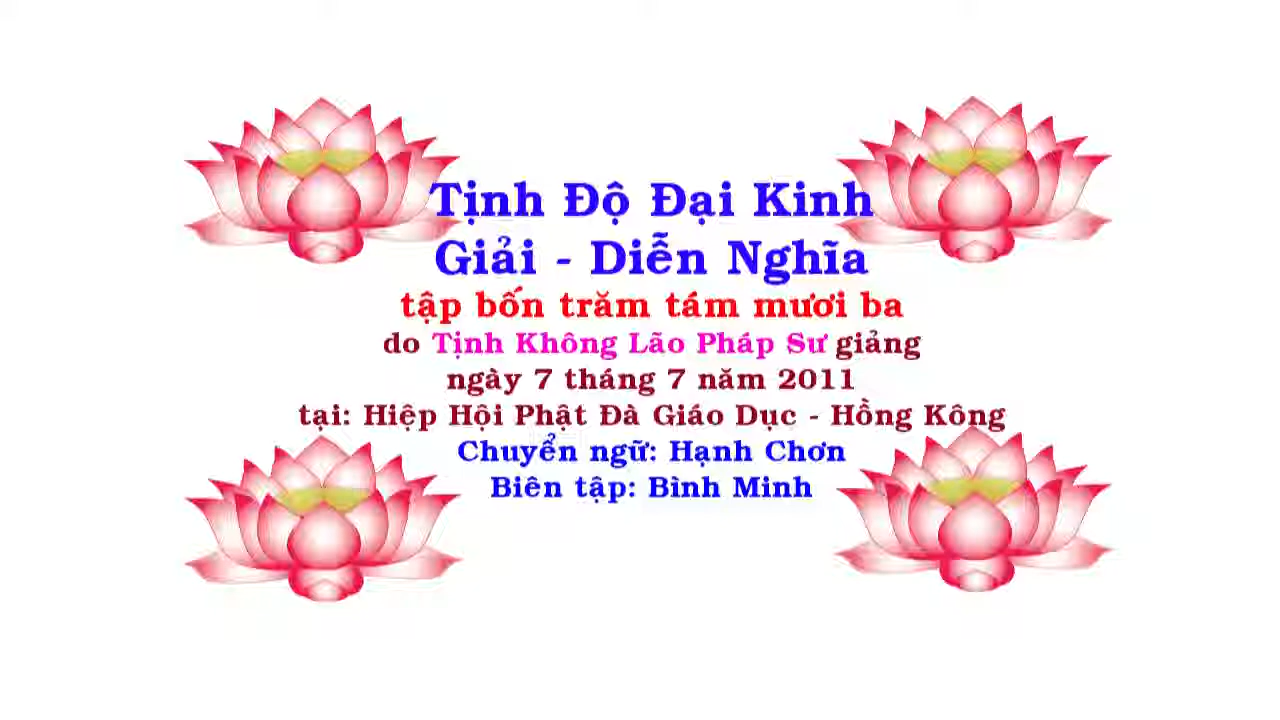 Tịnh Độ Đại Kinh
Giải - Diễn Nghĩa
tập bốn trăm tám mươi ba
do Tịnh Không Lão Pháp Sư giảng
ngày 7 tháng 7 năm 2011
tại: Hiệp Hội Phật Đà Giáo Dục - Hồng Kông
Chuyển ngữ: Hạnh Chơn
Biên tập: Bình Minh